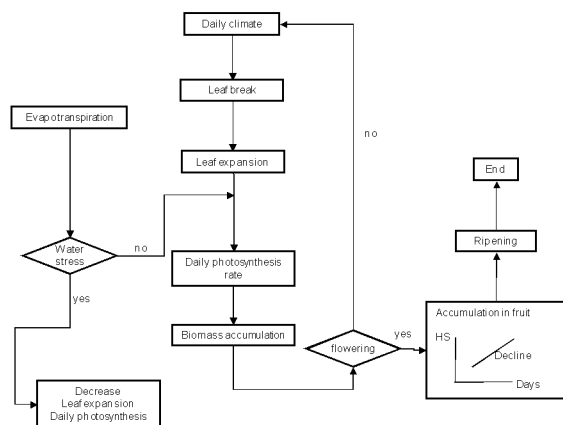 Daily climate
Leaf break
no
Evapotranspiration
Leaf expansion
End
Water
stress
no
Daily photosynthesis
rate
Ripening
yes
Biomass accumulation
flowering
yes
Accumulation in fruit
HS
Decline
Days
Decrease
Leaf expansion
Daily photosynthesis